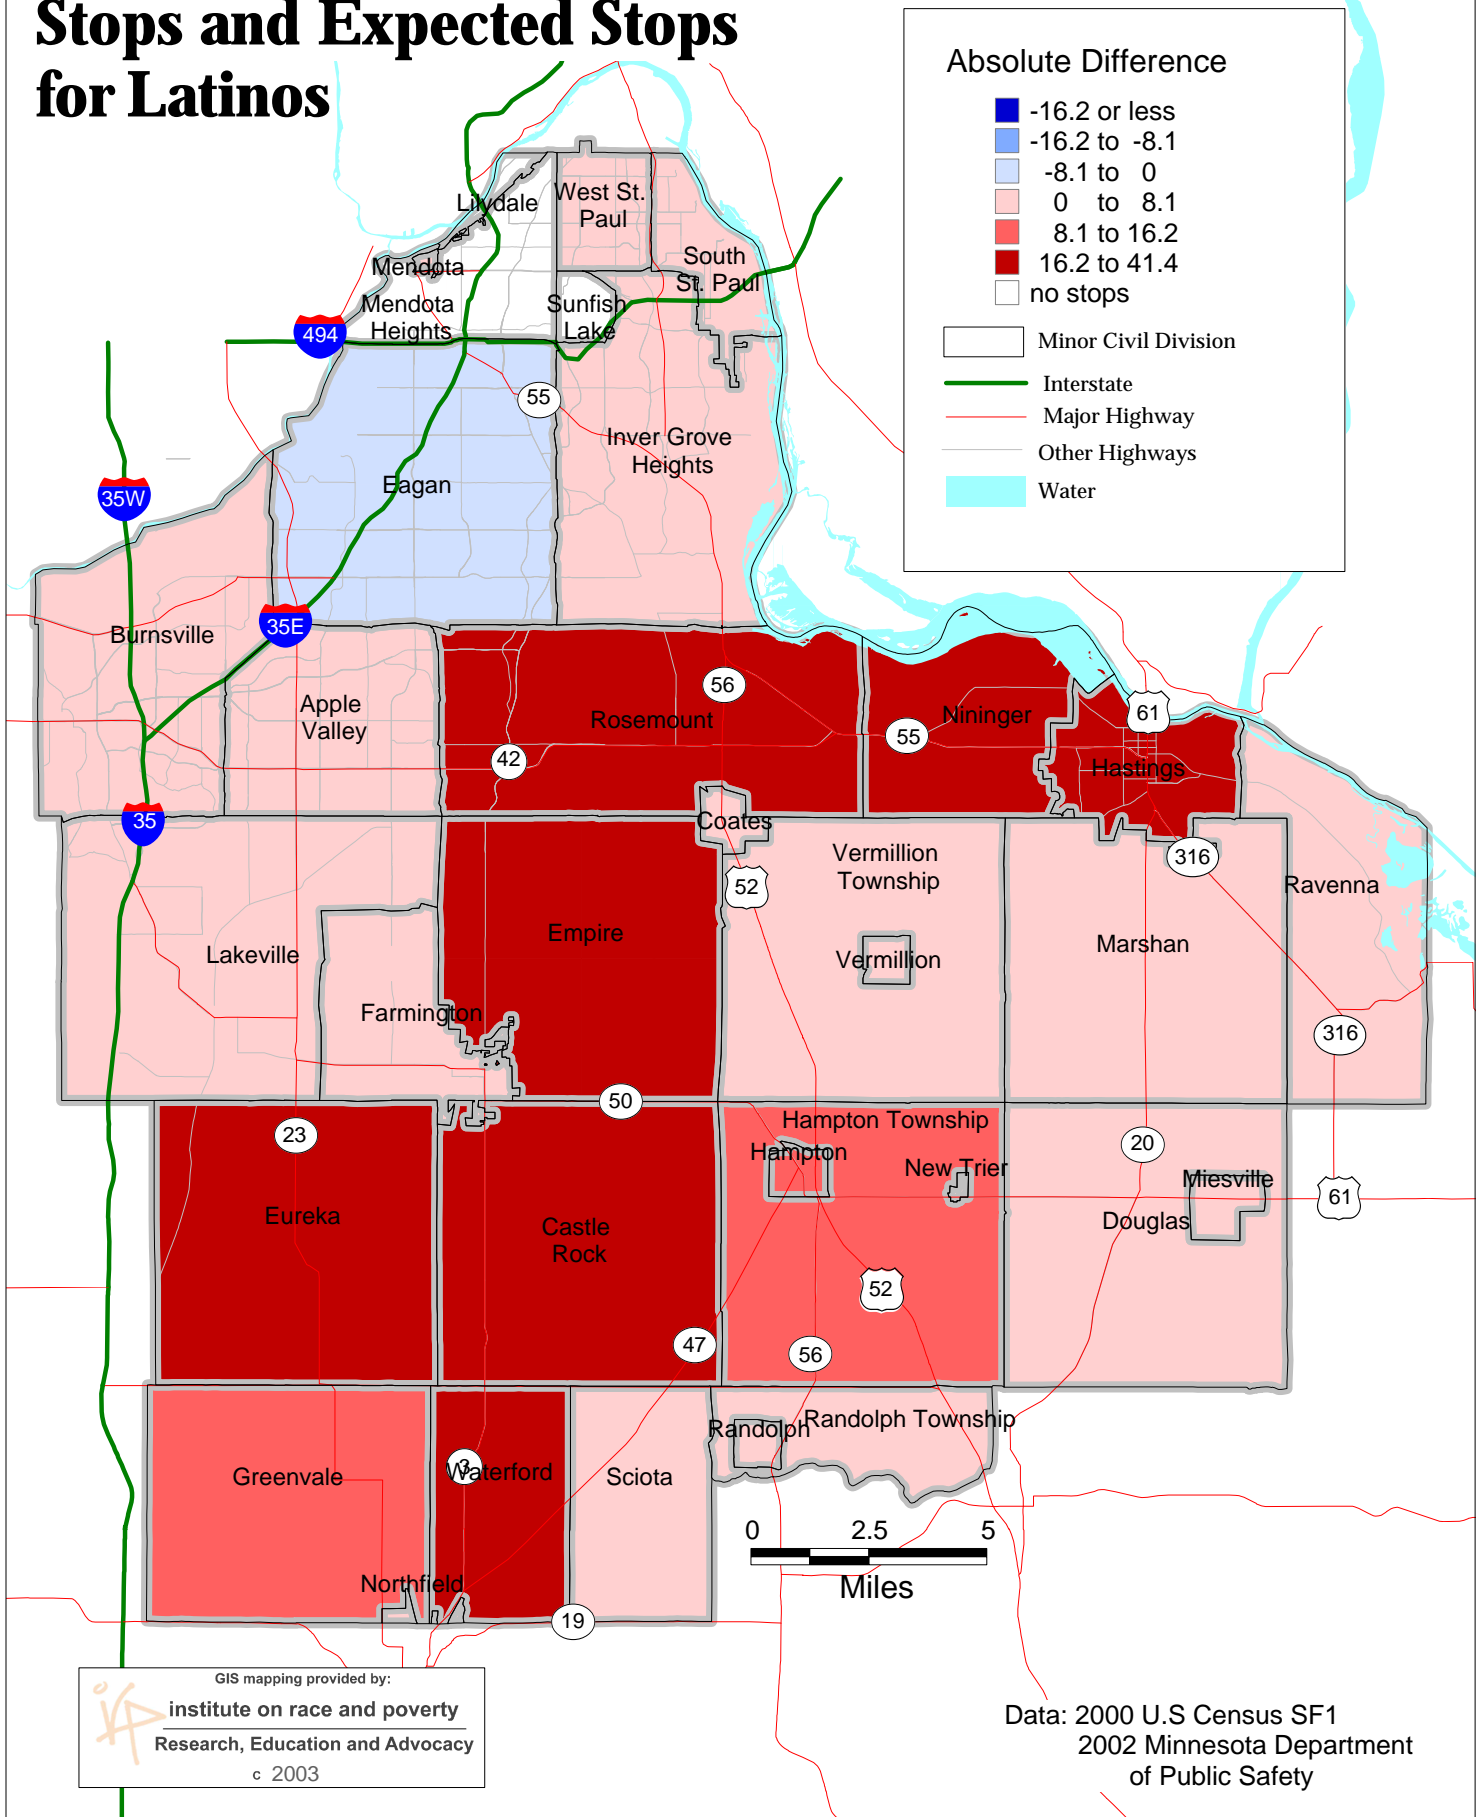 Stops and Expected Stops
for Latinos
Absolute Difference
-16.2 or less
-16.2 to -8.1
-8.1 to 0
0 to 8.1
8.1 to 16.2
16.2 to 41.4
no stops
Minor Civil Division
Interstate
Major Highway
Other Highways
Water
Lilydale
West St.
Paul
South
St. Paul
Mendota
Mendota
Heights
Sunfish
Lake
494
55
Inver Grove
Heights
Eagan
35W
35E
Burnsville
Apple
Valley
56
Rosemount
42
Nininger
55
61
Hastings
35
Coates
52
Vermillion
Township
316
Ravenna
Empire
Marshan
Lakeville
Vermillion
Farmington
316
50
23
Hampton Township
Hampton
New Trier
20
Miesville
61
Eureka
Castle
Rock
Douglas
52
47
56
Randolph
Randolph Township
Greenvale
3
Waterford
Sciota
0 2.5 5
Miles
Northfield
19
GIS mapping provided by:
institute on race and poverty
Research, Education and Advocacy
c 2003
irp
Data: 2000 U.S Census SF1
2002 Minnesota Department
of Public Safety